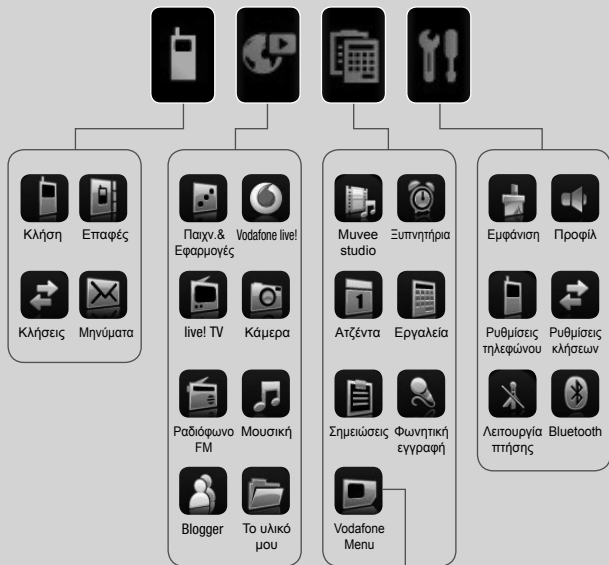 Κλήση
Επαφές
Κλήσεις
Μηνύματα
Παιχν.&
Εφαρμογές
Vodafone live!
live! TV
Κάμερα
Ραδιόφωνο
FM
Μουσική
Blogger
Το υλικό
μου
Muvee
studio
Ξυπνητήρια
1
Ατζέντα
Εργαλεία
Σημειώσεις
Φωνητική
εγγραφή
Vodafone
Menu
Εμφάνιση
Προφίλ
Ρυθμίσεις
τηλεφώνου
Ρυθμίσεις
κλήσεων
Λειτουργία
πτήσης
Bluetooth